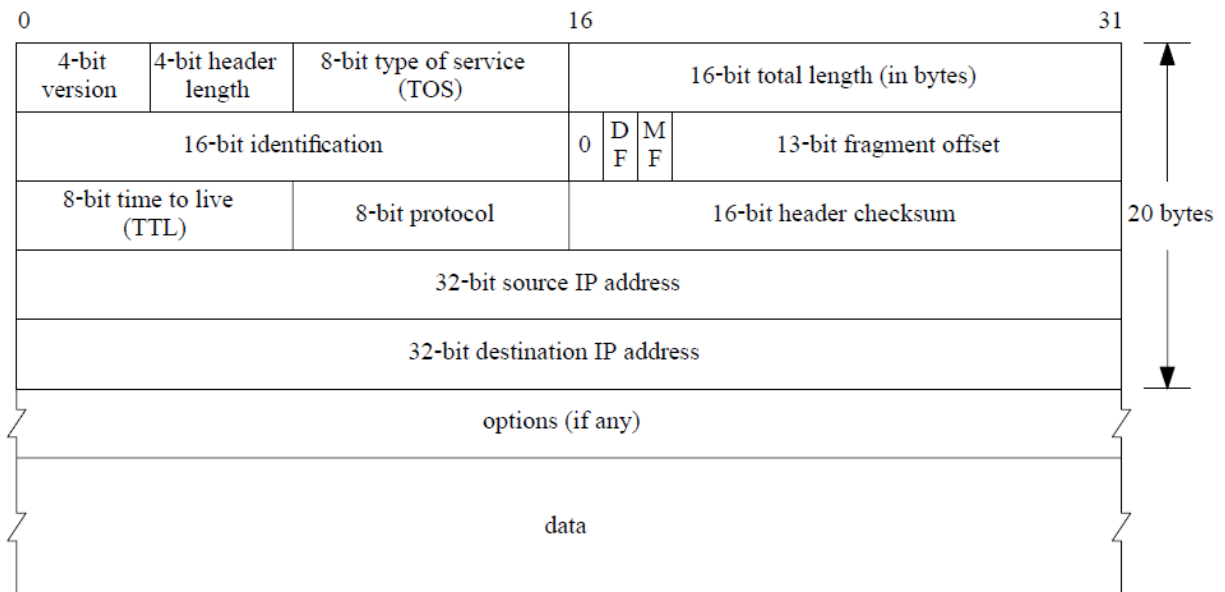 0 16 31
4-bit version
4-bit header length
8-bit type of service (TOS)
16-bit total length (in bytes)
16-bit identification
0
D
F
M
F
13-bit fragment offset
8-bit time to live (TTL)
8-bit protocol
16-bit header checksum
20 bytes
32-bit source IP address
32-bit destination IP address
options (if any)
data